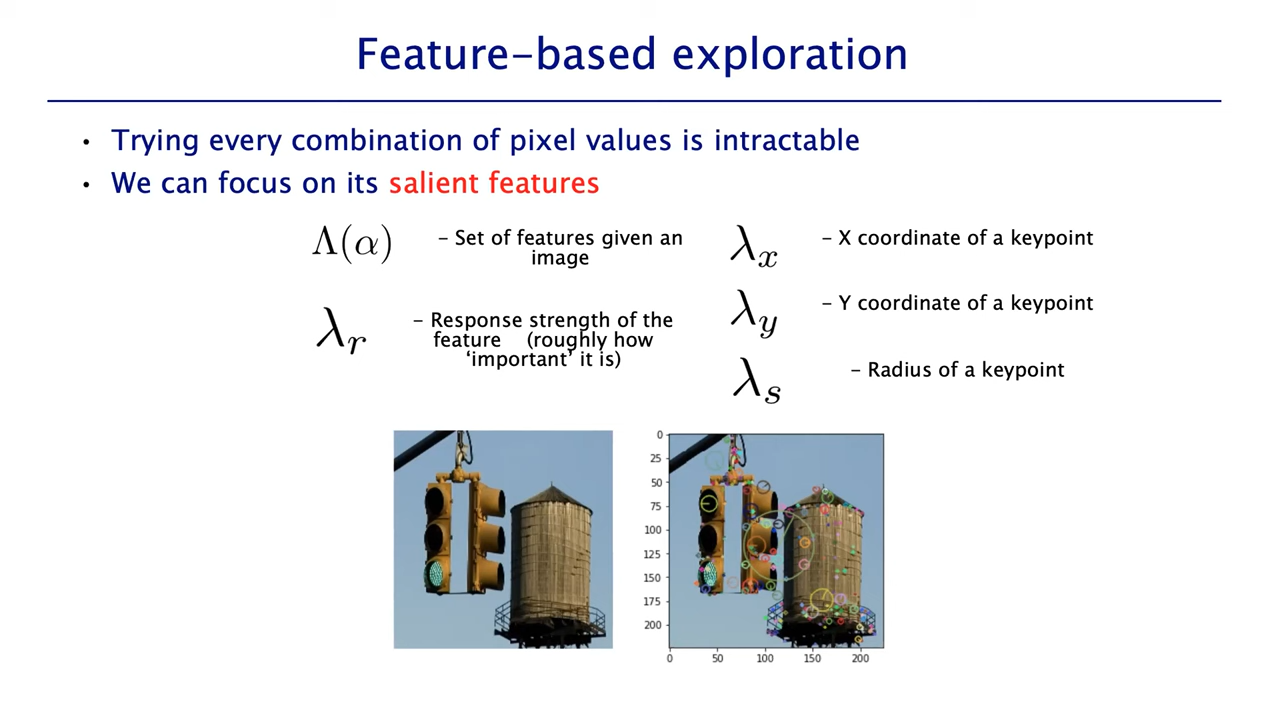 Feature-based exploration
• Trying every combination of pixel values is intractable
• We can focus on its salient features
Λ(α) – Set of features given an
image
λr – Response strength of the
feature (roughly how
‘important’ it is)
λx – X coordinate of a keypoint
λy – Y coordinate of a keypoint
λs – Radius of a keypoint
0
25
50
75
100
125
150
175
200
0 50 100 150 200